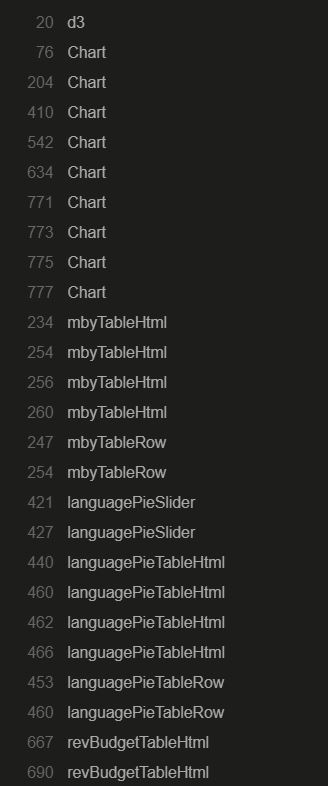 20 d3
76 Chart
204 Chart
410 Chart
542 Chart
634 Chart
771 Chart
773 Chart
775 Chart
777 Chart
234 mbyTableHtml
254 mbyTableHtml
256 mbyTableHtml
260 mbyTableHtml
247 mbyTableRow
254 mbyTableRow
421 languagePieSlider
427 languagePieSlider
440 languagePieTableHtml
460 languagePieTableHtml
462 languagePieTableHtml
466 languagePieTableHtml
453 languagePieTableRow
460 languagePieTableRow
667 revBudgetTableHtml
690 revBudgetTableHtml